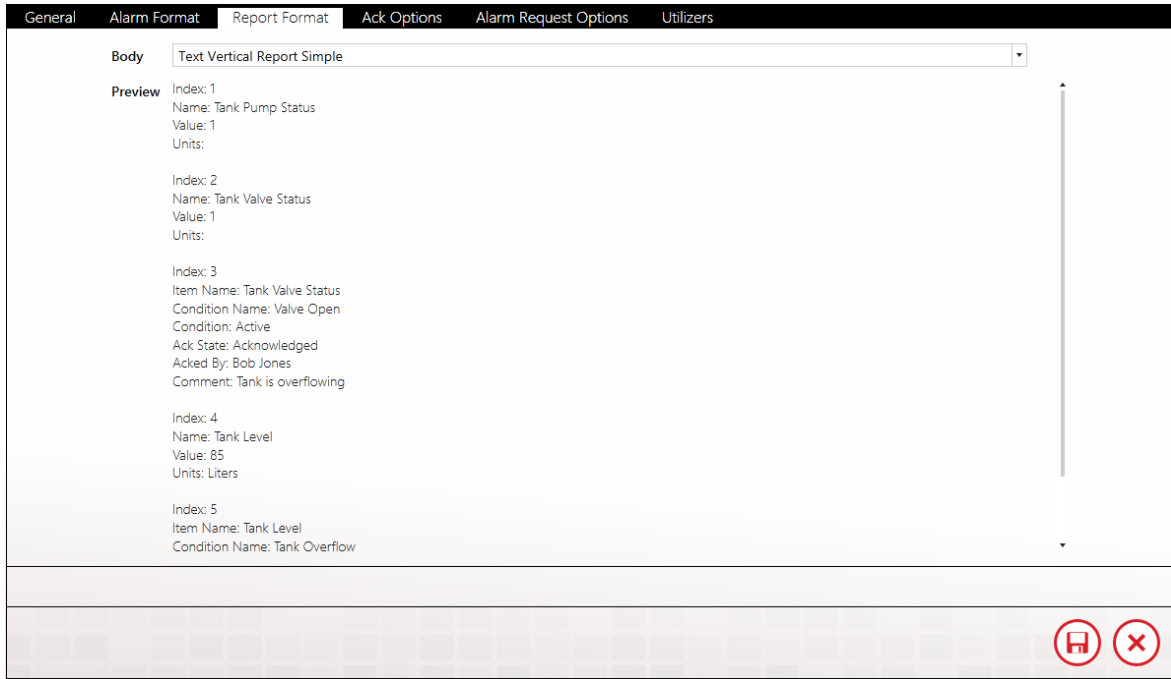 General Alarm Format Report Format Ack Options Alarm Request Options Utilizers
Body Text Vertical Report Simple
Preview Index: 1
Name: Tank Pump Status
Value: 1
Units:
Index: 2
Name: Tank Valve Status
Value: 1
Units:
Index: 3
Item Name: Tank Valve Status
Condition Name: Valve Open
Condition: Active
Ack State: Acknowledged
Acked By: Bob Jones
Comment: Tank is overflowing
Index: 4
Name: Tank Level
Value: 85
Units: Liters
Index: 5
Item Name: Tank Level
Condition Name: Tank Overflow